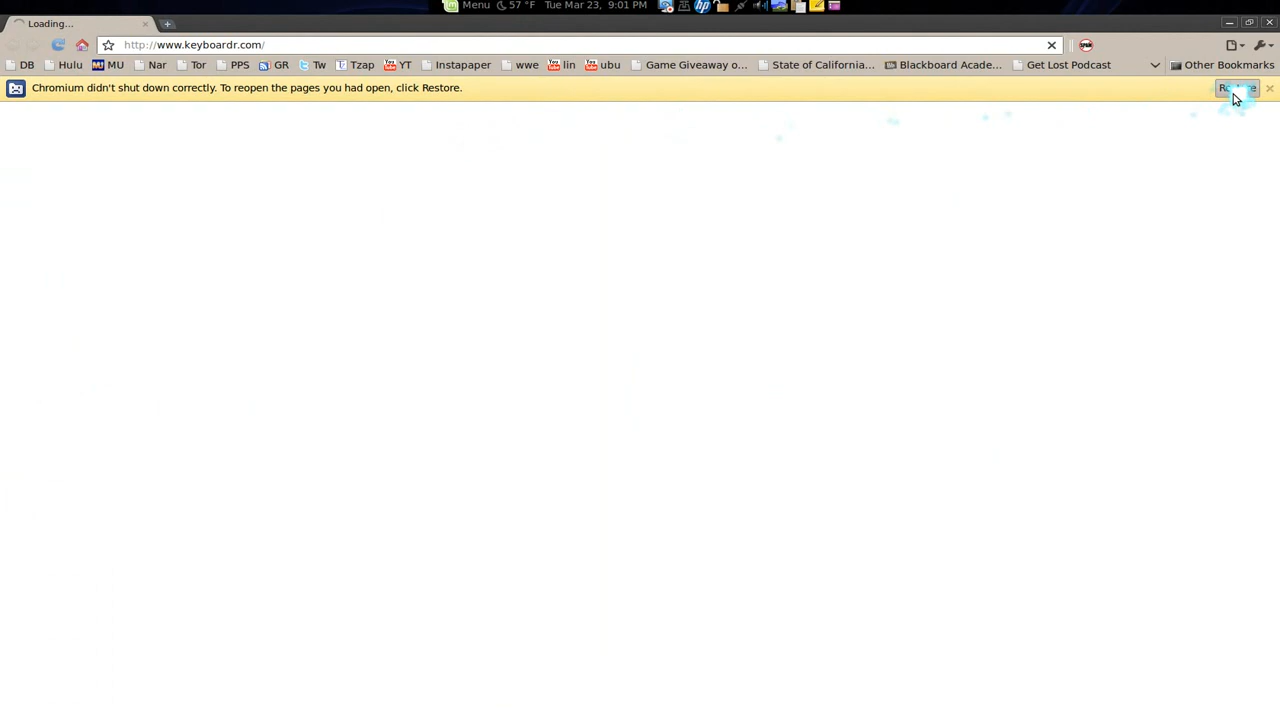 Menu 57 °F Tue Mar 23, 9:01 PM
Loading...
http://www.keyboardr.com/
DB Hulu MU Nar Tor PPS GR Tw Tzap YT Instapaper wwe lin ubu Game Giveaway o... State of California... Blackboard Acade... Get Lost Podcast Other Bookmarks
Chromium didn't shut down correctly. To reopen the pages you had open, click Restore.